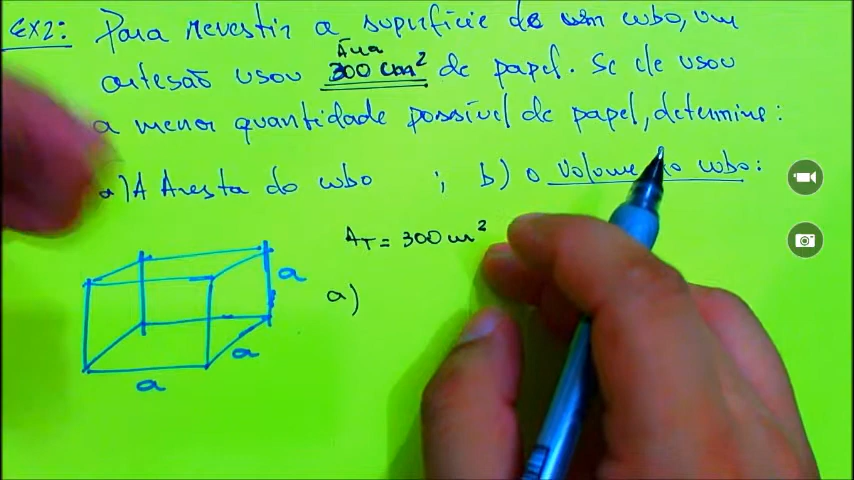 Ex2: Para revestir a superfície de um cubo, um
Área
artesão usou 300 cm² de papel. Se ele usou
a menor quantidade possível de papel, determine:
a) A Aresta do cubo ; b) o volume do cubo:
A_T = 300 cm²
a)
a
a
a